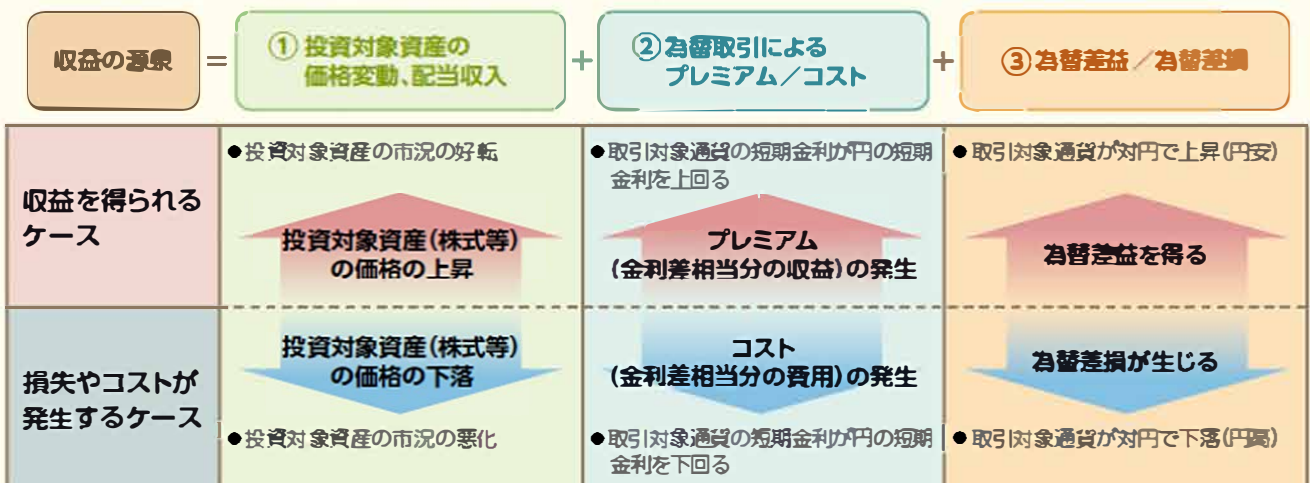 収益の源泉
=
① 投資対象資産の
価格変動、配当収入
+
② 為替取引による
プレミアム／コスト
+
③ 為替差益／為替差損
収益を得られる
ケース
●投資対象資産の市況の好転
投資対象資産(株式等)
の価格の上昇
●取引対象通貨の短期金利が円の短期
金利を上回る
プレミアム
(金利差相当分の収益)の発生
●取引対象通貨が対円で上昇(円安)
為替差益を得る
損失やコストが
発生するケース
投資対象資産(株式等)
の価格の下落
●投資対象資産の市況の悪化
コスト
(金利差相当分の費用)の発生
●取引対象通貨の短期金利が円の短期
金利を下回る
為替差損が生じる
●取引対象通貨が対円で下落(円高)